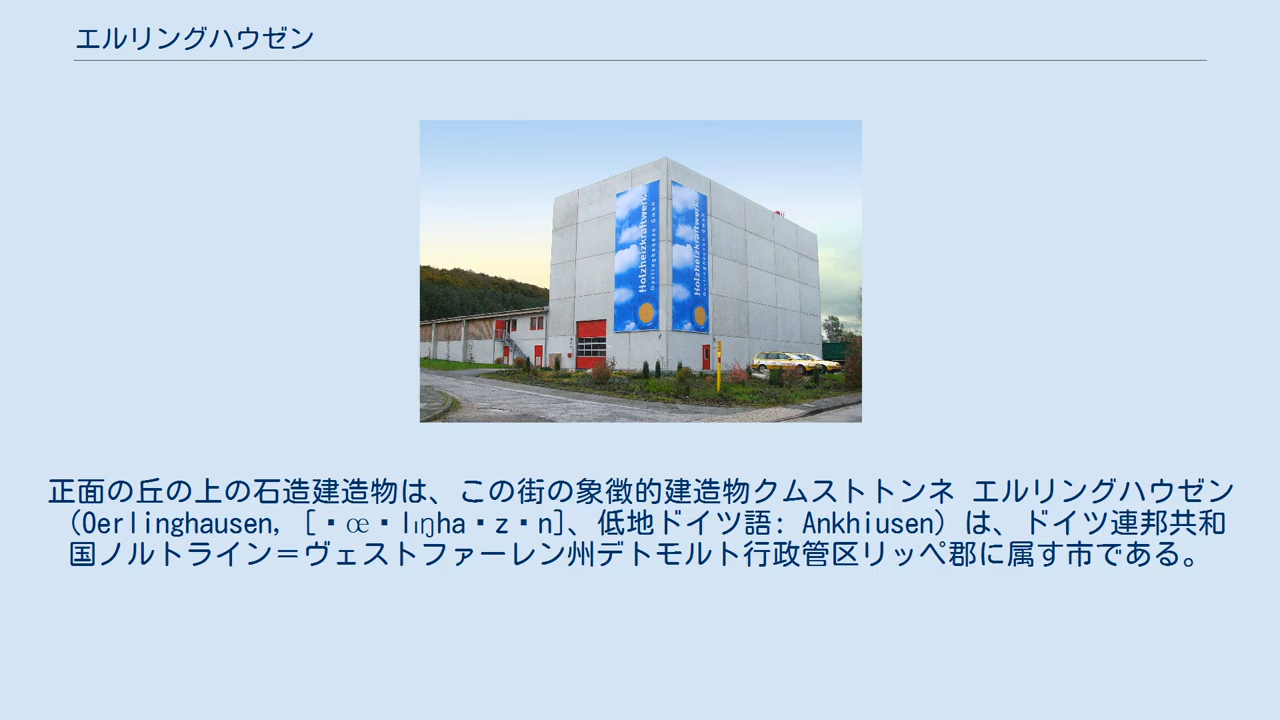 エルリングハウゼン
Holzheizkraftwerk
Oerlinghausen GmbH
Holzheizkraftwerk
Oerlinghausen GmbH
正面の丘の上の石造建造物は、この街の象徴的建造物クムストトンネ エルリングハウゼン
(Oerlinghausen, [▪œ▪lıŋha▪z▪n]、低地ドイツ語: Ankhiusen) は、ドイツ連邦共和
国ノルトライン＝ヴェストファーレン州デトモルト行政管区リッペ郡に属す市である。